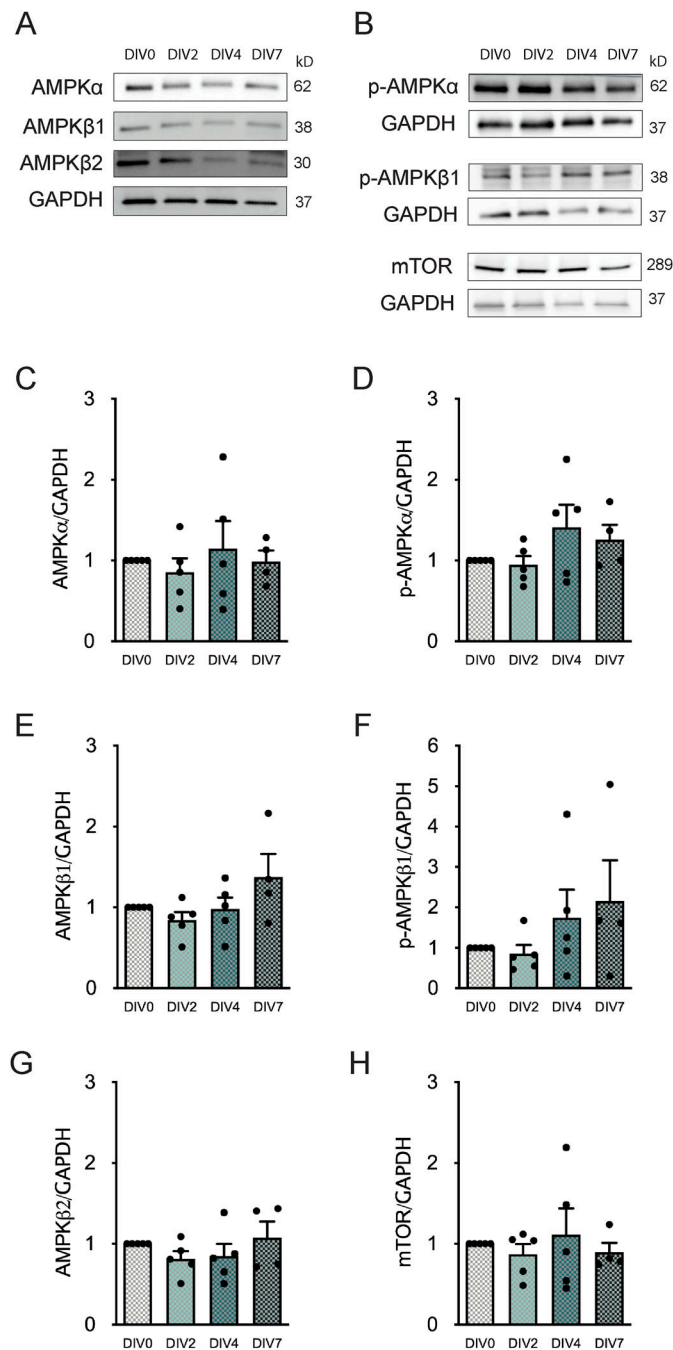 A
DIV0 DIV2 DIV4 DIV7 kD
AMPKα 62
AMPKβ1 38
AMPKβ2 30
GAPDH 37
B
DIV0 DIV2 DIV4 DIV7 kD
p-AMPKα 62
GAPDH 37
p-AMPKβ1 38
GAPDH 37
mTOR 289
GAPDH 37
C
AMPKα/GAPDH
3
2
1
0
DIV0 DIV2 DIV4 DIV7
D
p-AMPKα/GAPDH
3
2
1
0
DIV0 DIV2 DIV4 DIV7
E
AMPKβ1/GAPDH
3
2
1
0
DIV0 DIV2 DIV4 DIV7
F
p-AMPKβ1/GAPDH
6
5
4
3
2
1
0
DIV0 DIV2 DIV4 DIV7
G
AMPKβ2/GAPDH
3
2
1
0
DIV0 DIV2 DIV4 DIV7
H
mTOR/GAPDH
3
2
1
0
DIV0 DIV2 DIV4 DIV7